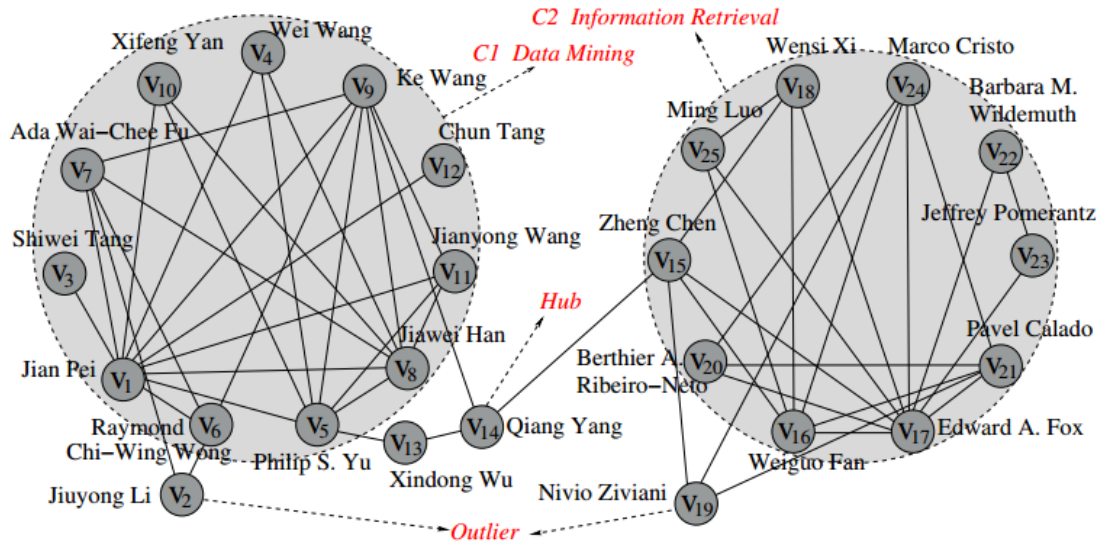 C2 Information Retrieval
Wei Wang
Xifeng Yan
Wensi Xi
Marco Cristo
C1 Data Mining
V4
Ke Wang
V10
V9
V18
V24
Barbara M.
Wildemuth
Ming Luo
Ada Wai-Chee Fu
Chun Tang
V25
V22
V7
V12
Jeffrey Pomerantz
Zheng Chen
Shiwei Tang
Jianyong Wang
V3
V11
V15
V23
Hub
Jiawei Han
Pavel Calado
Jian Pei
V1
V8
Berthier A.
Ribeiro-Neto
V20
V21
Raymond
Chi-Wing Wong
V6
V5
V13
V14
Qiang Yang
V16
V17
Edward A. Fox
Philip S. Yu
Xindong Wu
Weiguo Fan
Jiuyong Li
V2
Nivio Ziviani
V19
Outlier